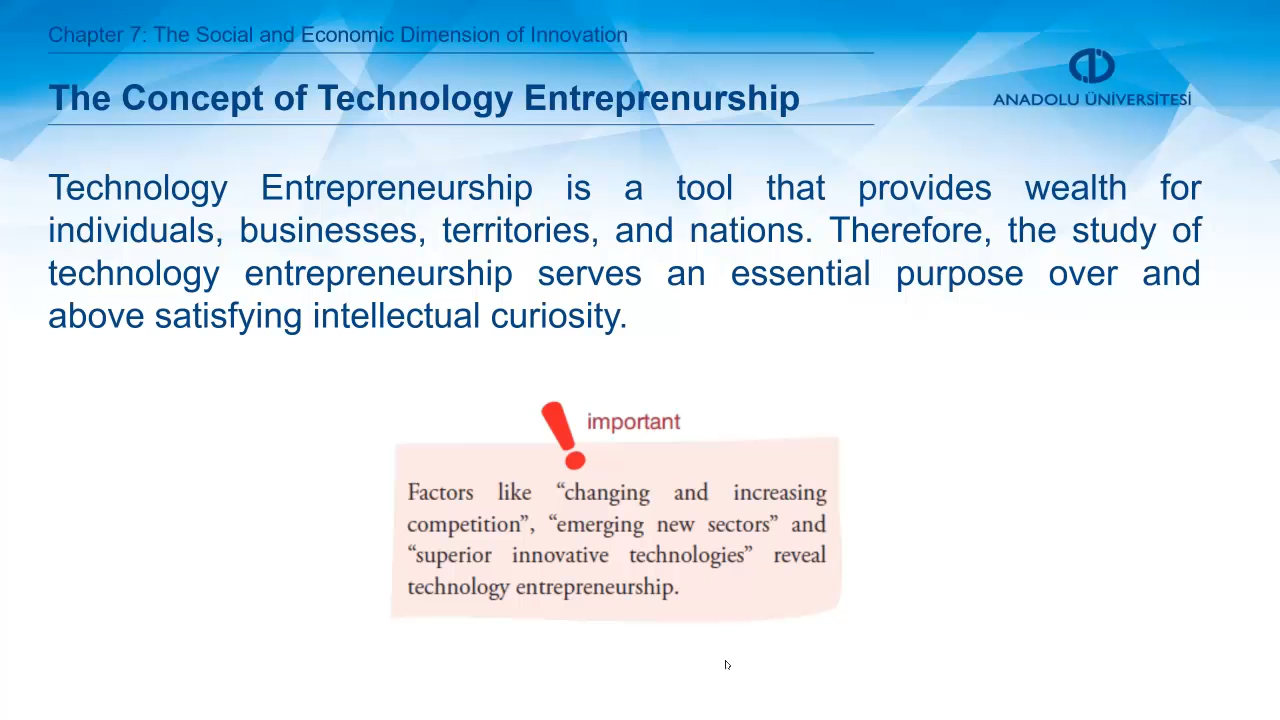 Chapter 7: The Social and Economic Dimension of Innovation
The Concept of Technology Entreprenurship
ANADOLU ÜNİVERSİTESİ
Technology Entrepreneurship is a tool that provides wealth for
individuals, businesses, territories, and nations. Therefore, the study of
technology entrepreneurship serves an essential purpose over and
above satisfying intellectual curiosity.
important
Factors like “changing and increasing
competition”, “emerging new sectors” and
“superior innovative technologies” reveal
technology entrepreneurship.